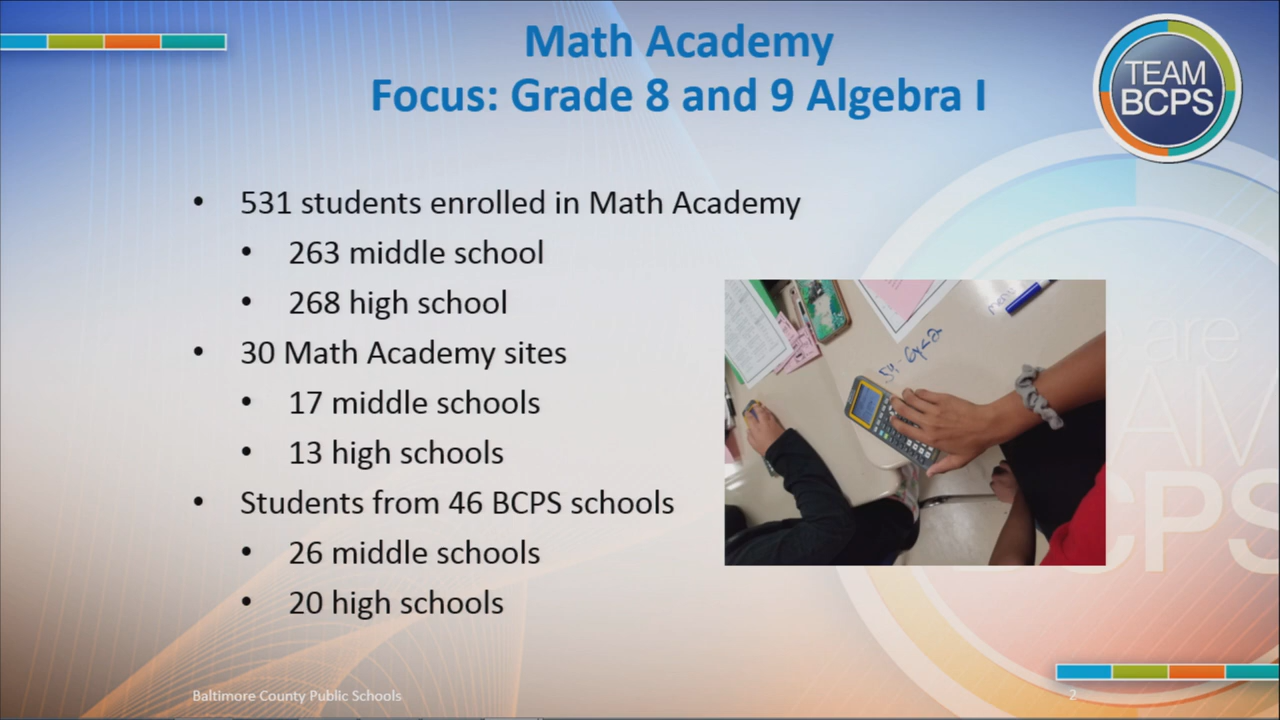 Math Academy
Focus: Grade 8 and 9 Algebra I
TEAM
BCPS
• 531 students enrolled in Math Academy
• 263 middle school
• 268 high school
• 30 Math Academy sites
• 17 middle schools
• 13 high schools
• Students from 46 BCPS schools
• 26 middle schools
• 20 high schools
Baltimore County Public Schools
2